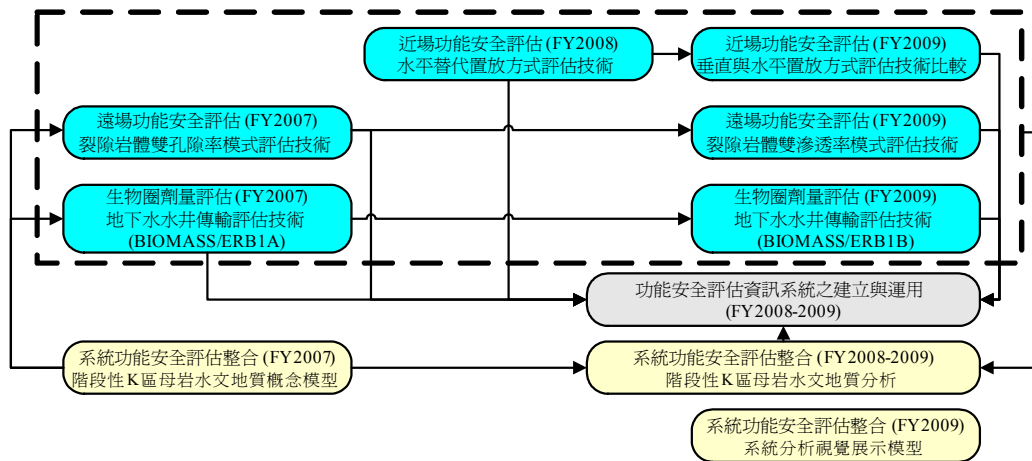 近場功能安全評估(FY2008)
水平替代置放方式評估技術
近場功能安全評估(FY2009)
垂直與水平置放方式評估技術比較
遠場功能安全評估(FY2007)
裂隙岩體雙孔隙率模式評估技術
遠場功能安全評估(FY2009)
裂隙岩體雙滲透率模式評估技術
生物圈劑量評估(FY2007)
地下水水井傳輸評估技術
(BIOMASS/ERB1A)
生物圈劑量評估(FY2009)
地下水水井傳輸評估技術
(BIOMASS/ERB1B)
功能安全評估資訊系統之建立與運用
(FY2008-2009)
系統功能安全評估整合(FY2007)
階段性K區母岩水文地質概念模型
系統功能安全評估整合(FY2008-2009)
階段性K區母岩水文地質分析
系統功能安全評估整合(FY2009)
系統分析視覺展示模型